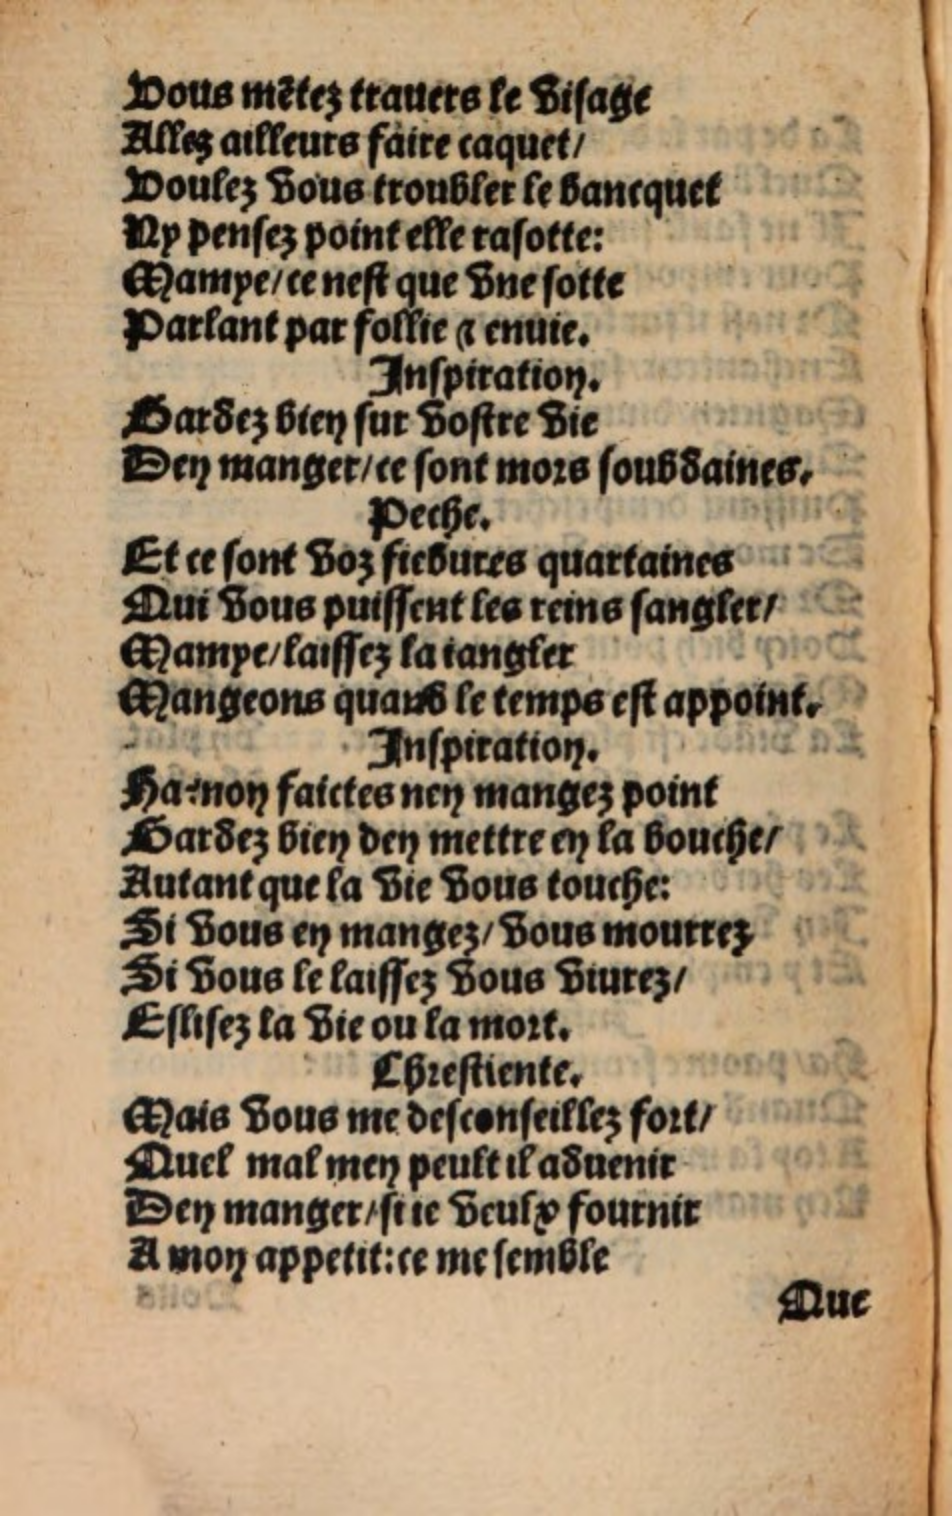 Vous mẽtez trauers le visage
Allez ailleurs faire caquet/
Voulez vous troubler le bancquet
Ny pensez point elle rasotte:
Mampe/ce nest que vne sotte
Parlant par follie ⁊ enuie.
Inspiration.
Gardez bien sur vostre vie
Den manger/ce sont mors soubdaines.
Peche.
Et ce sont voz fiebures quartaines
Qui vous puissent les reins sangler/
Mampe/laissez la iangler
Mangeons quand le temps est appoint.
Inspiration.
Ha:non faictes nen mangez point
Gardez bien den mettre en la bouche/
Autant que la vie vous touche:
Si vous en mangez/vous mourrez
Si vous le laissez vous viurez/
Eslisez la vie ou la mort.
Chrestiente.
Mais vous me desconseillez fort/
Quel mal men peult il aduenir
Den manger/si ie veulx fournir
A mon appetit:ce me semble
Que